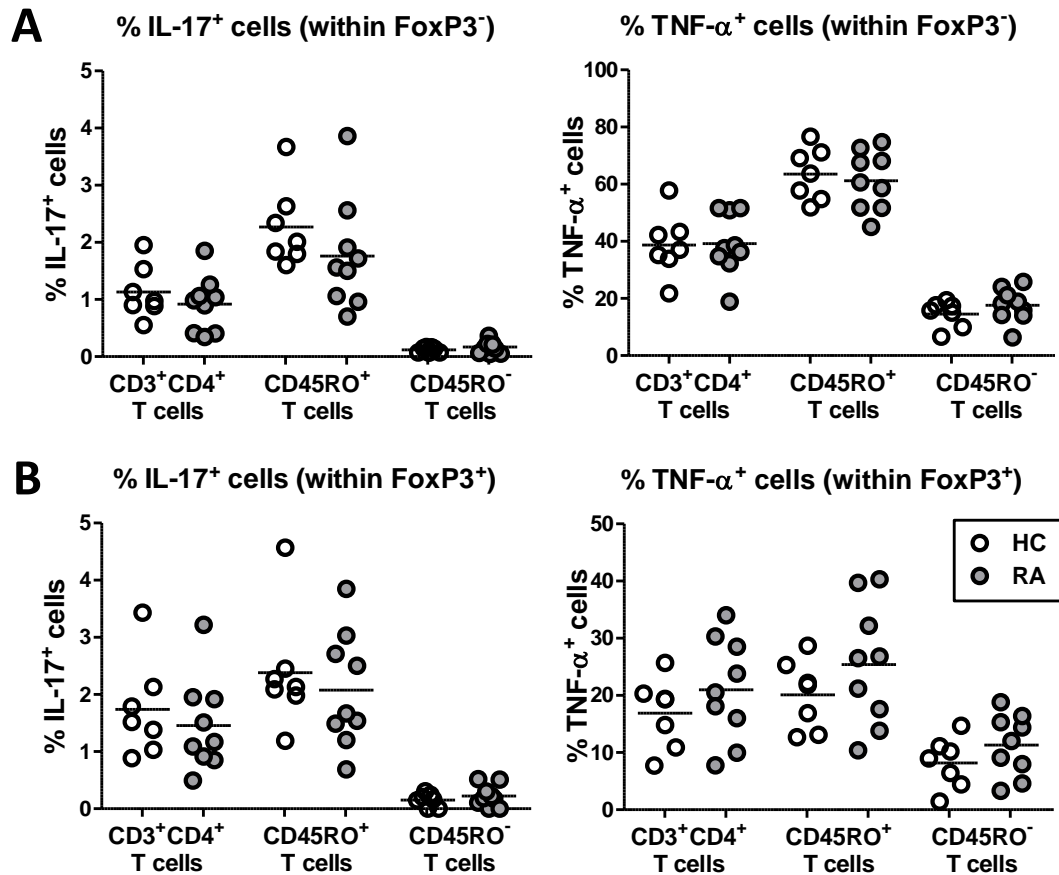 A
% IL-17⁺ cells (within FoxP3⁻)
% TNF-α⁺ cells (within FoxP3⁻)
% IL-17⁺ cells
5
4
3
2
1
0
CD3⁺CD4⁺
T cells
CD45RO⁺
T cells
CD45RO⁻
T cells
% TNF-α⁺ cells
100
80
60
40
20
0
CD3⁺CD4⁺
T cells
CD45RO⁺
T cells
CD45RO⁻
T cells
B
% IL-17⁺ cells (within FoxP3⁺)
% TNF-α⁺ cells (within FoxP3⁺)
% IL-17⁺ cells
5
4
3
2
1
0
CD3⁺CD4⁺
T cells
CD45RO⁺
T cells
CD45RO⁻
T cells
% TNF-α⁺ cells
50
40
30
20
10
0
CD3⁺CD4⁺
T cells
CD45RO⁺
T cells
CD45RO⁻
T cells
HC
RA